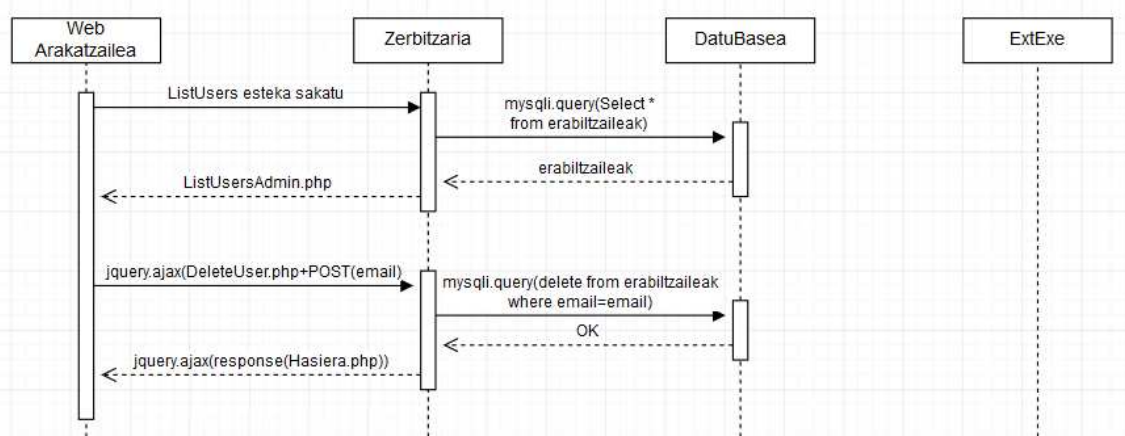 Web
Arakatzailea
Zerbitzaria
DatuBasea
ExtExe
ListUsers esteka sakatu
mysqli.query(Select *
from erabiltzaileak)
erabiltzaileak
ListUsersAdmin.php
jquery.ajax(DeleteUser.php+POST(email)
mysqli.query(delete from erabiltzaileak
where email=email)
OK
jquery.ajax(response(Hasiera.php))